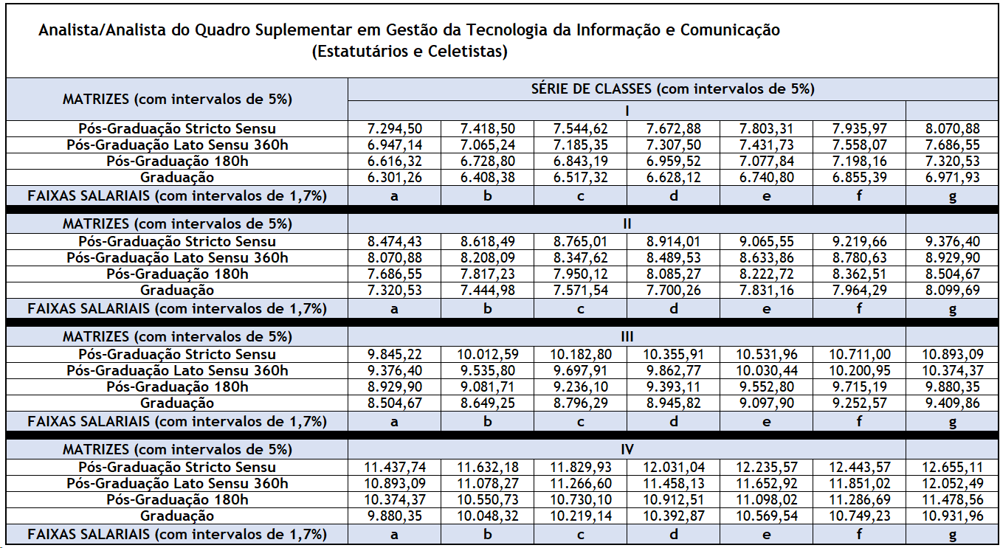 Analista/Analista do Quadro Suplementar em Gestão da Tecnologia da Informação e Comunicação
(Estatutários e Celetistas)
MATRIZES (com intervalos de 5%) SÉRIE DE CLASSES (com intervalos de 5%)
I
Pós-Graduação Stricto Sensu 7.294,50 7.418,50 7.544,62 7.672,88 7.803,31 7.935,97 8.070,88
Pós-Graduação Lato Sensu 360h 6.947,14 7.065,24 7.185,35 7.307,50 7.431,73 7.558,07 7.686,55
Pós-Graduação 180h 6.616,32 6.728,80 6.843,19 6.959,52 7.077,84 7.198,16 7.320,53
Graduação 6.301,26 6.408,38 6.517,32 6.628,12 6.740,80 6.855,39 6.971,93
FAIXAS SALARIAIS (com intervalos de 1,7%) a b c d e f g
MATRIZES (com intervalos de 5%) II
Pós-Graduação Stricto Sensu 8.474,43 8.618,49 8.765,01 8.914,01 9.065,55 9.219,66 9.376,40
Pós-Graduação Lato Sensu 360h 8.070,88 8.208,09 8.347,62 8.489,53 8.633,86 8.780,63 8.929,90
Pós-Graduação 180h 7.686,55 7.817,23 7.950,12 8.085,27 8.222,72 8.362,51 8.504,67
Graduação 7.320,53 7.444,98 7.571,54 7.700,26 7.831,16 7.964,29 8.099,69
FAIXAS SALARIAIS (com intervalos de 1,7%) a b c d e f g
MATRIZES (com intervalos de 5%) III
Pós-Graduação Stricto Sensu 9.845,22 10.012,59 10.182,80 10.355,91 10.531,96 10.711,00 10.893,09
Pós-Graduação Lato Sensu 360h 9.376,40 9.535,80 9.697,91 9.862,77 10.030,44 10.200,95 10.374,37
Pós-Graduação 180h 8.929,90 9.081,71 9.236,10 9.393,11 9.552,80 9.715,19 9.880,35
Graduação 8.504,67 8.649,25 8.796,29 8.945,82 9.097,90 9.252,57 9.409,86
FAIXAS SALARIAIS (com intervalos de 1,7%) a b c d e f g
MATRIZES (com intervalos de 5%) IV
Pós-Graduação Stricto Sensu 11.437,74 11.632,18 11.829,93 12.031,04 12.235,57 12.443,57 12.655,11
Pós-Graduação Lato Sensu 360h 10.893,09 11.078,27 11.266,60 11.458,13 11.652,92 11.851,02 12.052,49
Pós-Graduação 180h 10.374,37 10.550,73 10.730,10 10.912,51 11.098,02 11.286,69 11.478,56
Graduação 9.880,35 10.048,32 10.219,14 10.392,87 10.569,54 10.749,23 10.931,96
FAIXAS SALARIAIS (com intervalos de 1,7%) a b c d e f g